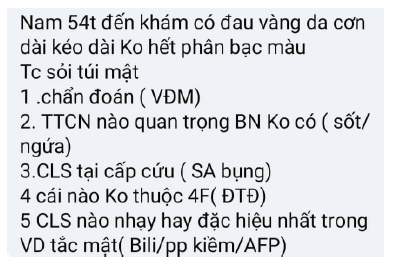 Nam 54t đến khám có đau vàng da cơn
dài kéo dài Ko hết phân bạc màu
Tc sỏi túi mật
1 .chẩn đoán ( VĐM)
2. TTCN nào quan trọng BN Ko có ( sốt/
ngứa)
3.CLS tại cấp cứu ( SA bụng)
4 cái nào Ko thuộc 4F( ĐTĐ)
5 CLS nào nhạy hay đặc hiệu nhất trong
VD tắc mật( Bili/pp kiềm/AFP)